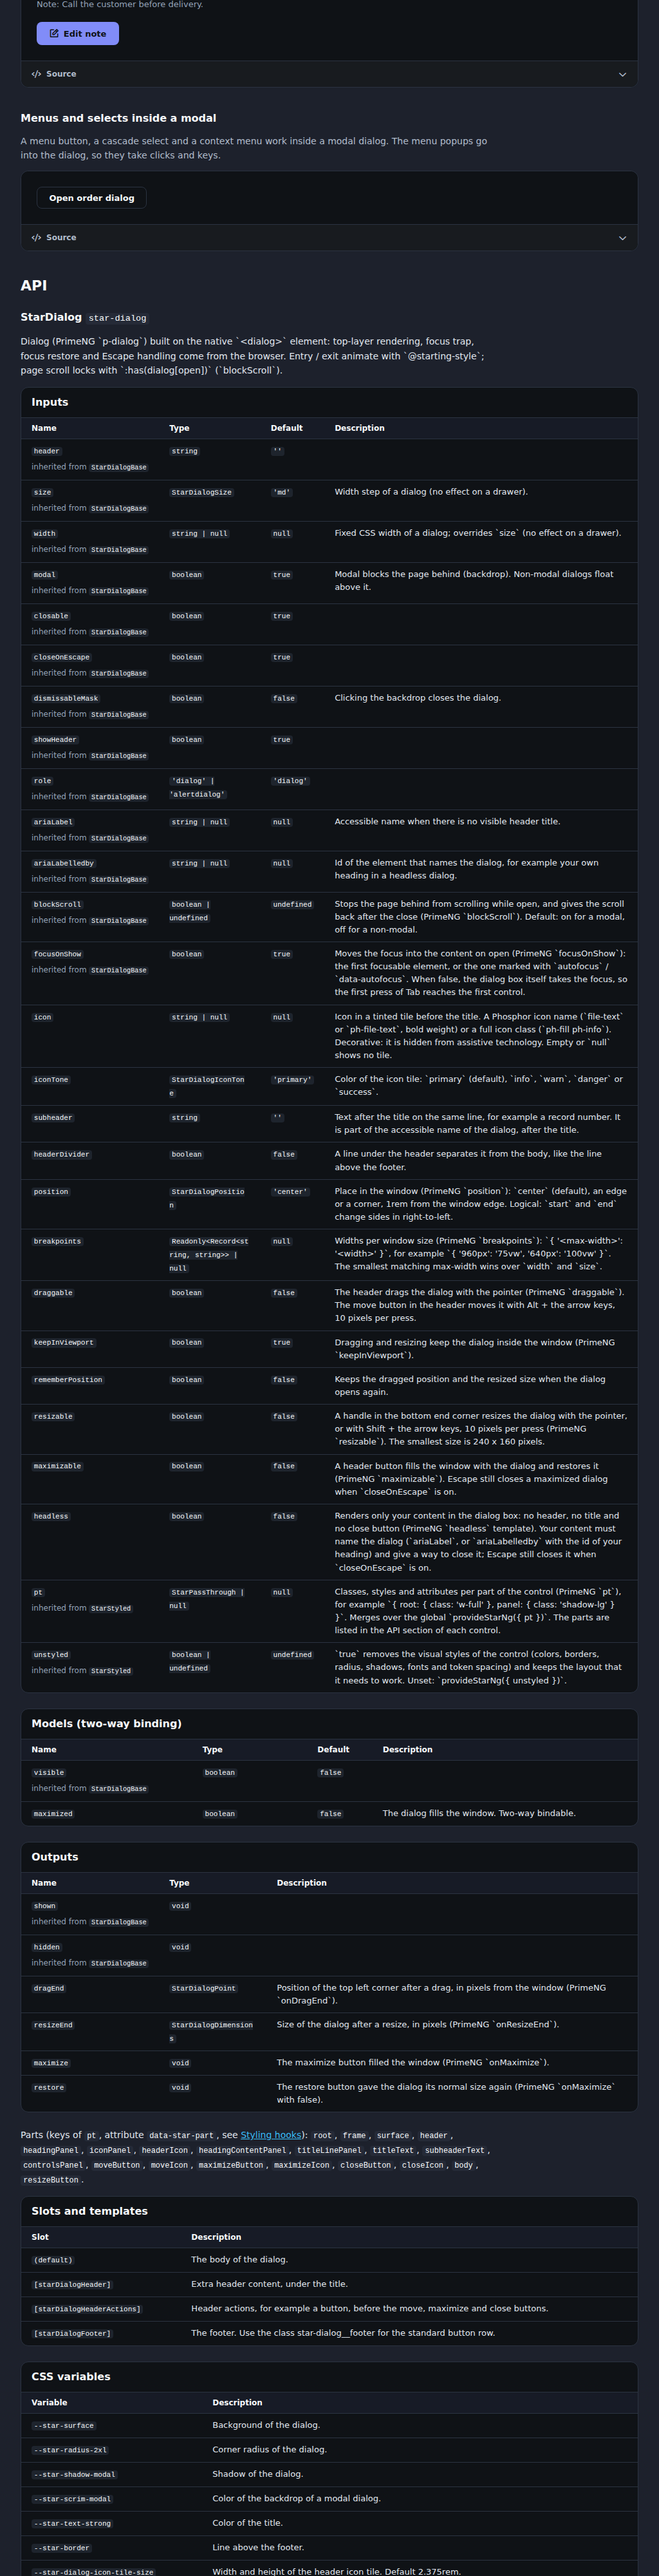 Note: Call the customer before delivery.
Edit note
Source
Menus and selects inside a modal
A menu button, a cascade select and a context menu work inside a modal dialog. The menu popups go
into the dialog, so they take clicks and keys.
Open order dialog
Source
API
StarDialog star-dialog
Dialog (PrimeNG `p-dialog`) built on the native `<dialog>` element: top-layer rendering, focus trap,
focus restore and Escape handling come from the browser. Entry / exit animate with `@starting-style`;
page scroll locks with `:has(dialog[open])` (`blockScroll`).
Inputs
Name Type Default Description
header string ''
inherited from StarDialogBase
size StarDialogSize 'md' Width step of a dialog (no effect on a drawer).
inherited from StarDialogBase
width string | null null Fixed CSS width of a dialog; overrides `size` (no effect on a drawer).
inherited from StarDialogBase
modal boolean true Modal blocks the page behind (backdrop). Non-modal dialogs float
above it.
inherited from StarDialogBase
closable boolean true
inherited from StarDialogBase
closeOnEscape boolean true
inherited from StarDialogBase
dismissableMask boolean false Clicking the backdrop closes the dialog.
inherited from StarDialogBase
showHeader boolean true
inherited from StarDialogBase
role 'dialog' | 'dialog'
'alertdialog'
inherited from StarDialogBase
ariaLabel string | null null Accessible name when there is no visible header title.
inherited from StarDialogBase
ariaLabelledby string | null null Id of the element that names the dialog, for example your own
heading in a headless dialog.
inherited from StarDialogBase
blockScroll boolean | undefined Stops the page behind from scrolling while open, and gives the scroll
undefined back after the close (PrimeNG `blockScroll`). Default: on for a modal,
inherited from StarDialogBase
off for a non-modal.
focusOnShow boolean true Moves the focus into the content on open (PrimeNG `focusOnShow`):
the first focusable element, or the one marked with `autofocus` /
inherited from StarDialogBase
`data-autofocus`. When false, the dialog box itself takes the focus, so
the first press of Tab reaches the first control.
icon string | null null Icon in a tinted tile before the title. A Phosphor icon name (`file-text`
or `ph-file-text`, bold weight) or a full icon class (`ph-fill ph-info`).
Decorative: it is hidden from assistive technology. Empty or `null`
shows no tile.
iconTone StarDialogIconTon 'primary' Color of the icon tile: `primary` (default), `info`, `warn`, `danger` or
e `success`.
subheader string '' Text after the title on the same line, for example a record number. It
is part of the accessible name of the dialog, after the title.
headerDivider boolean false A line under the header separates it from the body, like the line
above the footer.
position StarDialogPositio 'center' Place in the window (PrimeNG `position`): `center` (default), an edge
n or a corner, 1rem from the window edge. Logical: `start` and `end`
change sides in right-to-left.
breakpoints Readonly<Record<st null Widths per window size (PrimeNG `breakpoints`): `{ '<max-width>':
ring, string>> | '<width>' }`, for example `{ '960px': '75vw', '640px': '100vw' }`.
null The smallest matching max-width wins over `width` and `size`.
draggable boolean false The header drags the dialog with the pointer (PrimeNG `draggable`).
The move button in the header moves it with Alt + the arrow keys,
10 pixels per press.
keepInViewport boolean true Dragging and resizing keep the dialog inside the window (PrimeNG
`keepInViewport`).
rememberPosition boolean false Keeps the dragged position and the resized size when the dialog
opens again.
resizable boolean false A handle in the bottom end corner resizes the dialog with the pointer,
or with Shift + the arrow keys, 10 pixels per press (PrimeNG
`resizable`). The smallest size is 240 x 160 pixels.
maximizable boolean false A header button fills the window with the dialog and restores it
(PrimeNG `maximizable`). Escape still closes a maximized dialog
when `closeOnEscape` is on.
headless boolean false Renders only your content in the dialog box: no header, no title and
no close button (PrimeNG `headless` template). Your content must
name the dialog (`ariaLabel`, or `ariaLabelledby` with the id of your
heading) and give a way to close it; Escape still closes it when
`closeOnEscape` is on.
pt StarPassThrough | null Classes, styles and attributes per part of the control (PrimeNG `pt`),
null for example `{ root: { class: 'w-full' }, panel: { class: 'shadow-lg' }
inherited from StarStyled
}`. Merges over the global `provideStarNg({ pt })`. The parts are
listed in the API section of each control.
unstyled boolean | undefined `true` removes the visual styles of the control (colors, borders,
undefined radius, shadows, fonts and token spacing) and keeps the layout that
inherited from StarStyled
it needs to work. Unset: `provideStarNg({ unstyled })`.
Models (two-way binding)
Name Type Default Description
visible boolean false
inherited from StarDialogBase
maximized boolean false The dialog fills the window. Two-way bindable.
Outputs
Name Type Description
shown void
inherited from StarDialogBase
hidden void
inherited from StarDialogBase
dragEnd StarDialogPoint Position of the top left corner after a drag, in pixels from the window (PrimeNG
`onDragEnd`).
resizeEnd StarDialogDimension Size of the dialog after a resize, in pixels (PrimeNG `onResizeEnd`).
s
maximize void The maximize button filled the window (PrimeNG `onMaximize`).
restore void The restore button gave the dialog its normal size again (PrimeNG `onMaximize`
with false).
Parts (keys of pt, attribute data-star-part, see Styling hooks): root, frame, surface, header,
headingPanel, iconPanel, headerIcon, headingContentPanel, titleLinePanel, titleText, subheaderText,
controlsPanel, moveButton, moveIcon, maximizeButton, maximizeIcon, closeButton, closeIcon, body,
resizeButton.
Slots and templates
Slot Description
(default) The body of the dialog.
[starDialogHeader] Extra header content, under the title.
[starDialogHeaderActions] Header actions, for example a button, before the move, maximize and close buttons.
[starDialogFooter] The footer. Use the class star-dialog__footer for the standard button row.
CSS variables
Variable Description
--star-surface Background of the dialog.
--star-radius-2xl Corner radius of the dialog.
--star-shadow-modal Shadow of the dialog.
--star-scrim-modal Color of the backdrop of a modal dialog.
--star-text-strong Color of the title.
--star-border Line above the footer.
--star-dialog-icon-tile-size Width and height of the header icon tile. Default 2.375rem.